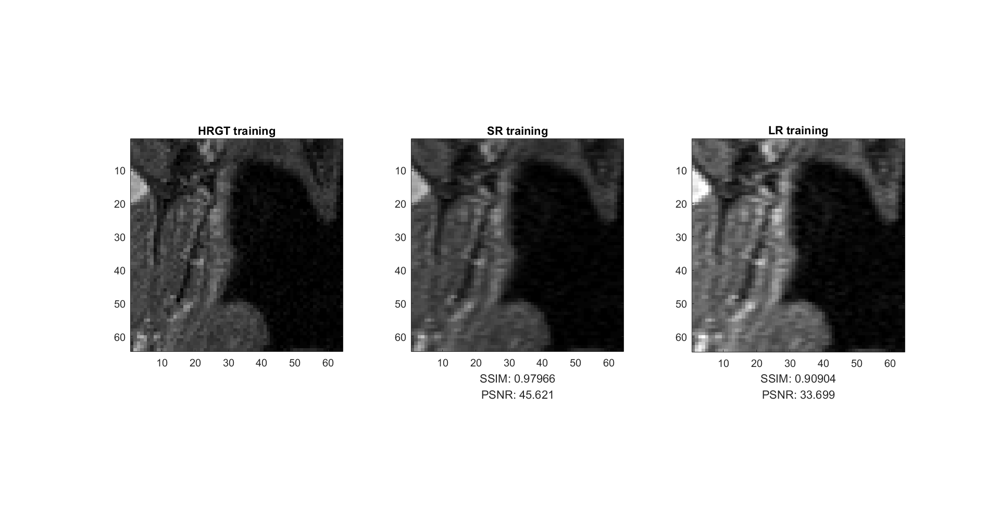 HRGT training
10
20
30
40
50
60
10 20 30 40 50 60
SR training
10
20
30
40
50
60
10 20 30 40 50 60
SSIM: 0.97966
PSNR: 45.621
LR training
10
20
30
40
50
60
10 20 30 40 50 60
SSIM: 0.90904
PSNR: 33.699